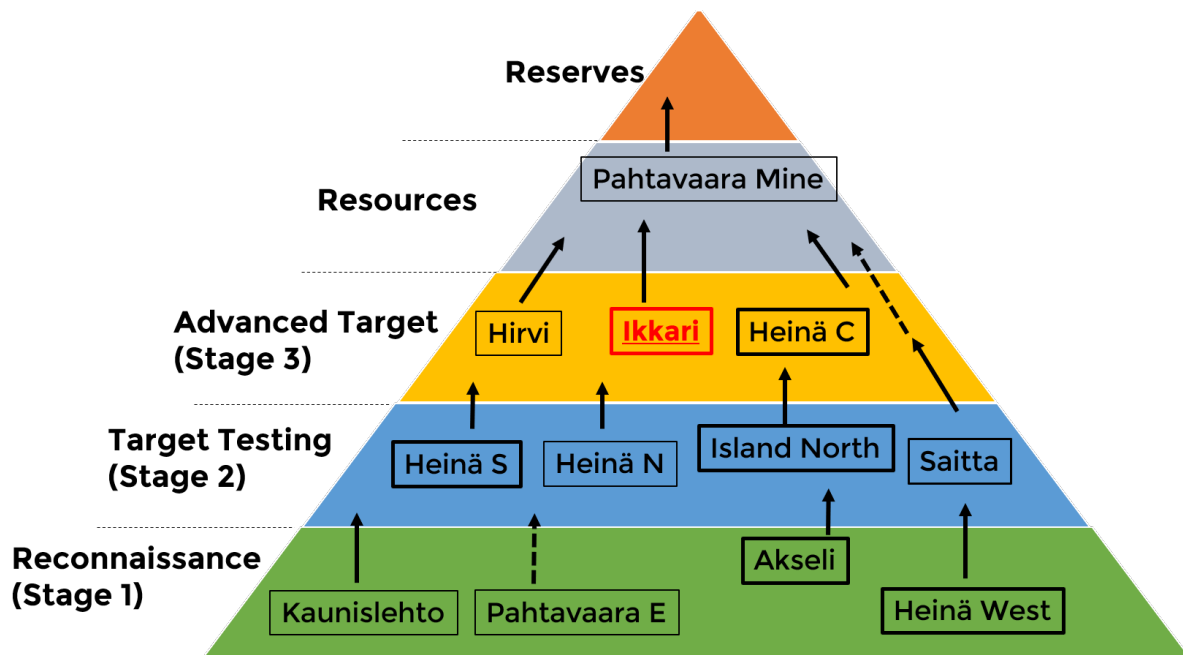 Reserves
Pahtavaara Mine
Resources
Advanced Target
(Stage 3)
Hirvi
Ikkari
Heinä C
Target Testing
(Stage 2)
Heinä S
Heinä N
Island North
Saitta
Reconnaissance
(Stage 1)
Akseli
Kaunislehto
Pahtavaara E
Heinä West